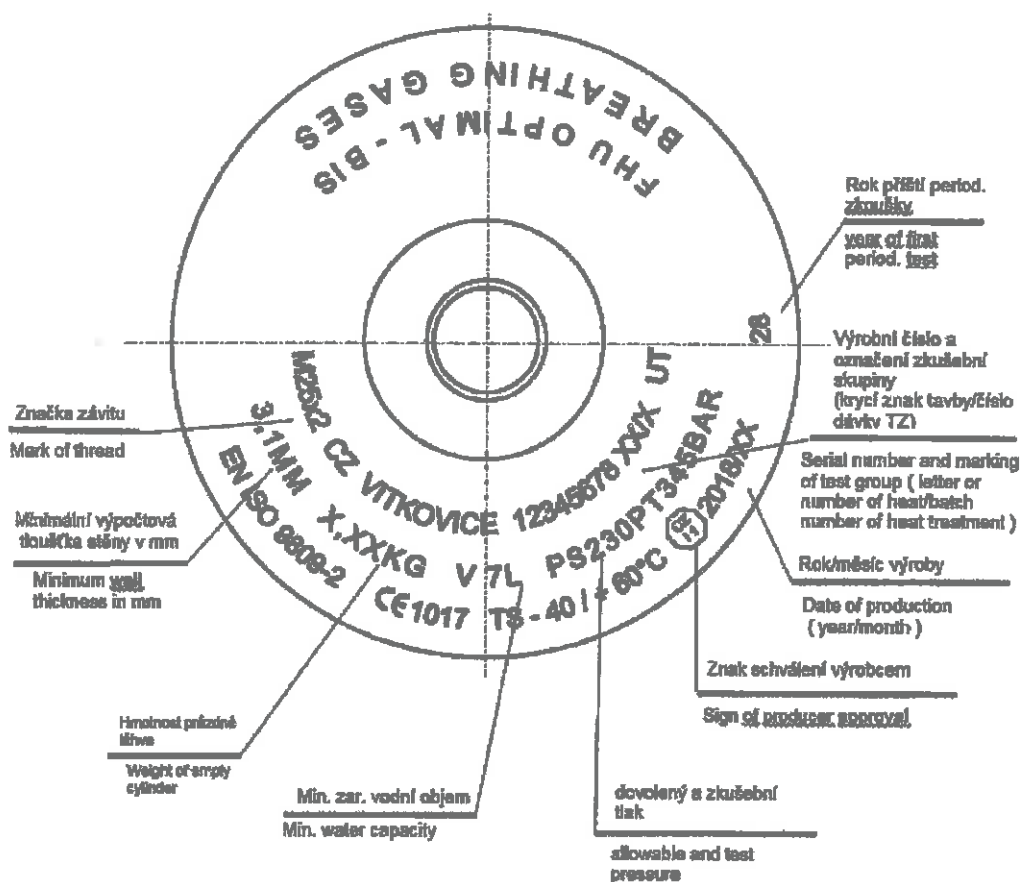 BREATHING GASES
FHU OPTIMAL - BIS
28
M25x2 CZ VITKOVICE 12345678 XX/X UT
3,1MM X,XXKG V 7L PS230PT345BAR
EN ISO 9809-2 CE1017 TS - 40 / + 60°C CZ 11 2018/XX
Rok příští period.
zkoušky
year of first
period. test
Výrobní číslo a
označení zkušební
skupiny
(krycí znak tavby/číslo
dávky TZ)
Serial number and marking
of test group ( letter or
number of heat/batch
number of heat treatment )
Rok/měsíc výroby
Date of production
( year/month )
Znak schválení výrobcem
Sign of producer approval
dovolený a zkušební
tlak
allowable and test
pressure
Min. zar. vodní objem
Min. water capacity
Hmotnost prázdné
láhve
Weight of empty
cylinder
Minimální výpočtová
tloušťka stěny v mm
Minimum wall
thickness in mm
Značka závitu
Mark of thread